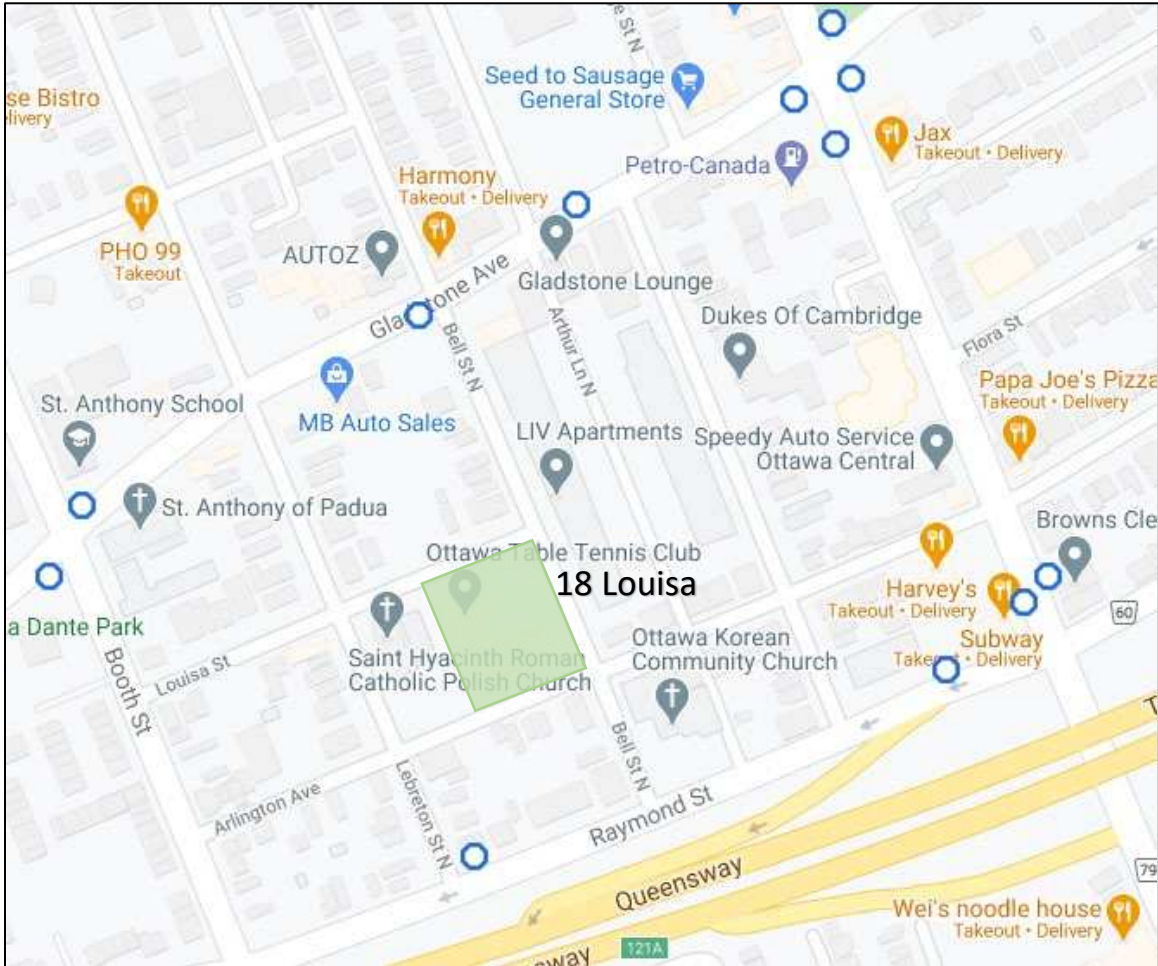 e St N
Seed to Sausage
General Store
se Bistro
livery
Jax
Takeout • Delivery
Petro-Canada
Harmony
Takeout • Delivery
PHO 99
Takeout
AUTOZ
Gladstone Ave
Gladstone Lounge
Dukes Of Cambridge
Bell St N
Arthur Ln N
Flora St
Papa Joe's Pizza
Takeout • Delivery
St. Anthony School
MB Auto Sales
LIV Apartments
Speedy Auto Service
Ottawa Central
St. Anthony of Padua
Browns Cle
Ottawa Table Tennis Club
18 Louisa
Harvey's
Takeout • Delivery
60
a Dante Park
Subway
Takeout • Delivery
Ottawa Korean
Community Church
Saint Hyacinth Roman
Catholic Polish Church
Louisa St
Booth St
Bell St N
Arlington Ave
Lebreton St N
Raymond St
T
Queensway
79
Wei's noodle house
Takeout • Delivery
121A
sway